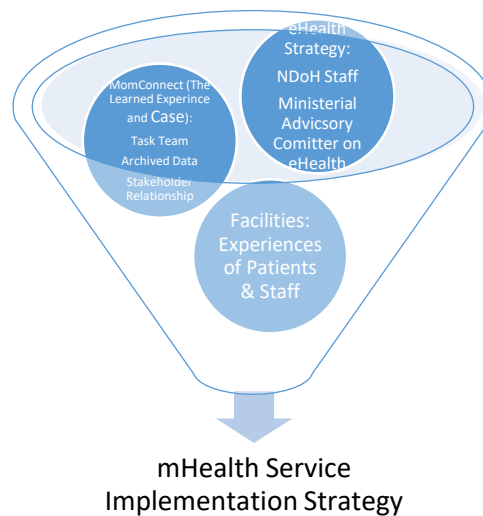 MomConnect (The
Learned Experince
and Case):
Task Team
Archived Data
Stakeholder
Relationship
eHealth
Strategy:
NDoH Staff
Ministerial
Advicsory
Comitter on
eHealth
Facilities:
Experiences
of Patients
& Staff
mHealth Service
Implementation Strategy